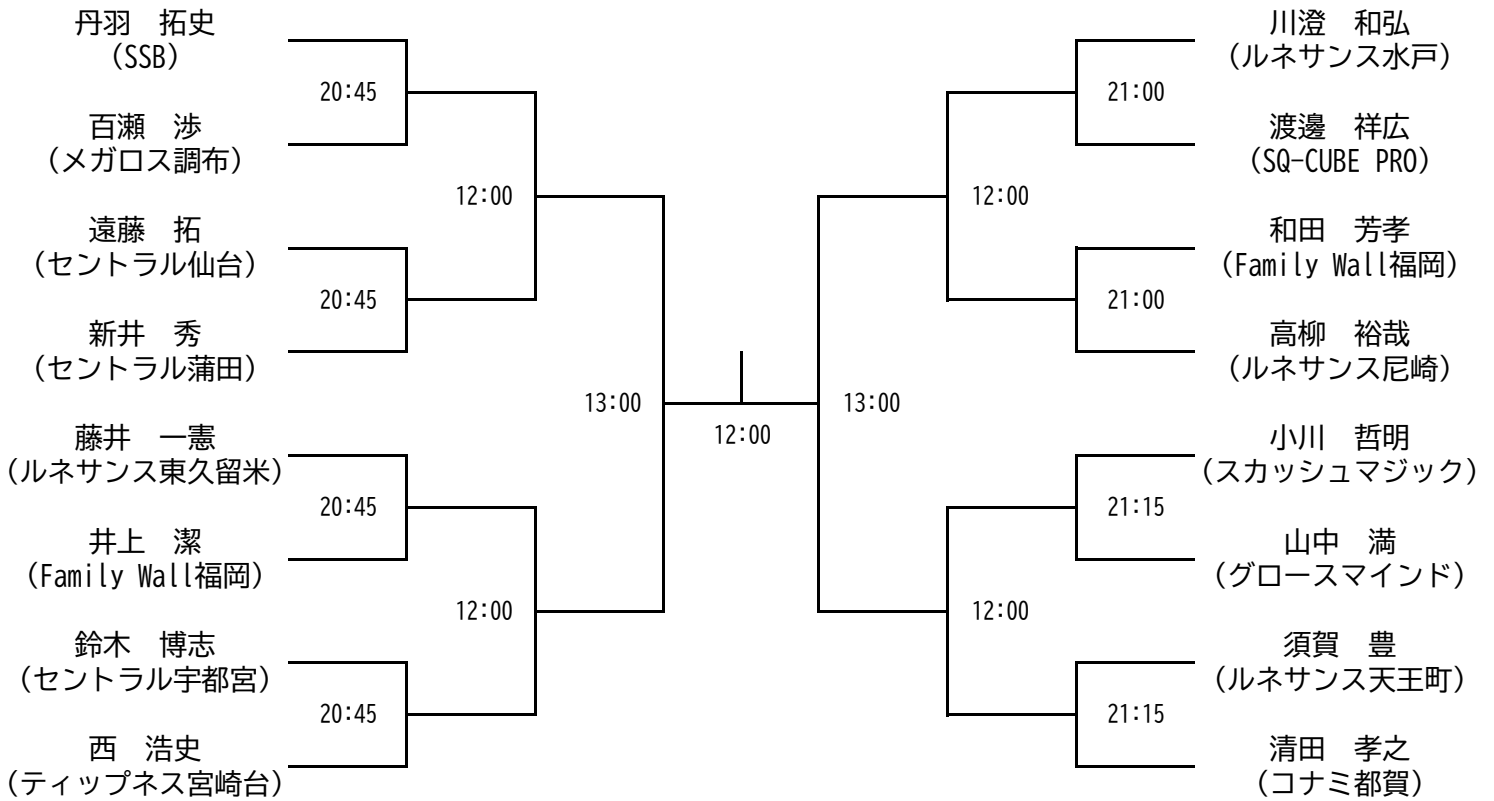 丹羽　拓史
(SSB)
20:45
百瀬　渉
(メガロス調布)
12:00
遠藤　拓
(セントラル仙台)
20:45
新井　秀
(セントラル蒲田)
13:00
藤井　一憲
(ルネサンス東久留米)
20:45
井上　潔
(Family Wall福岡)
12:00
鈴木　博志
(セントラル宇都宮)
20:45
西　浩史
(ティップネス宮崎台)
12:00
川澄　和弘
(ルネサンス水戸)
21:00
渡邊　祥広
(SQ-CUBE PRO)
12:00
和田　芳孝
(Family Wall福岡)
21:00
高柳　裕哉
(ルネサンス尼崎)
13:00
小川　哲明
(スカッシュマジック)
21:15
山中　満
(グロースマインド)
12:00
須賀　豊
(ルネサンス天王町)
21:15
清田　孝之
(コナミ都賀)